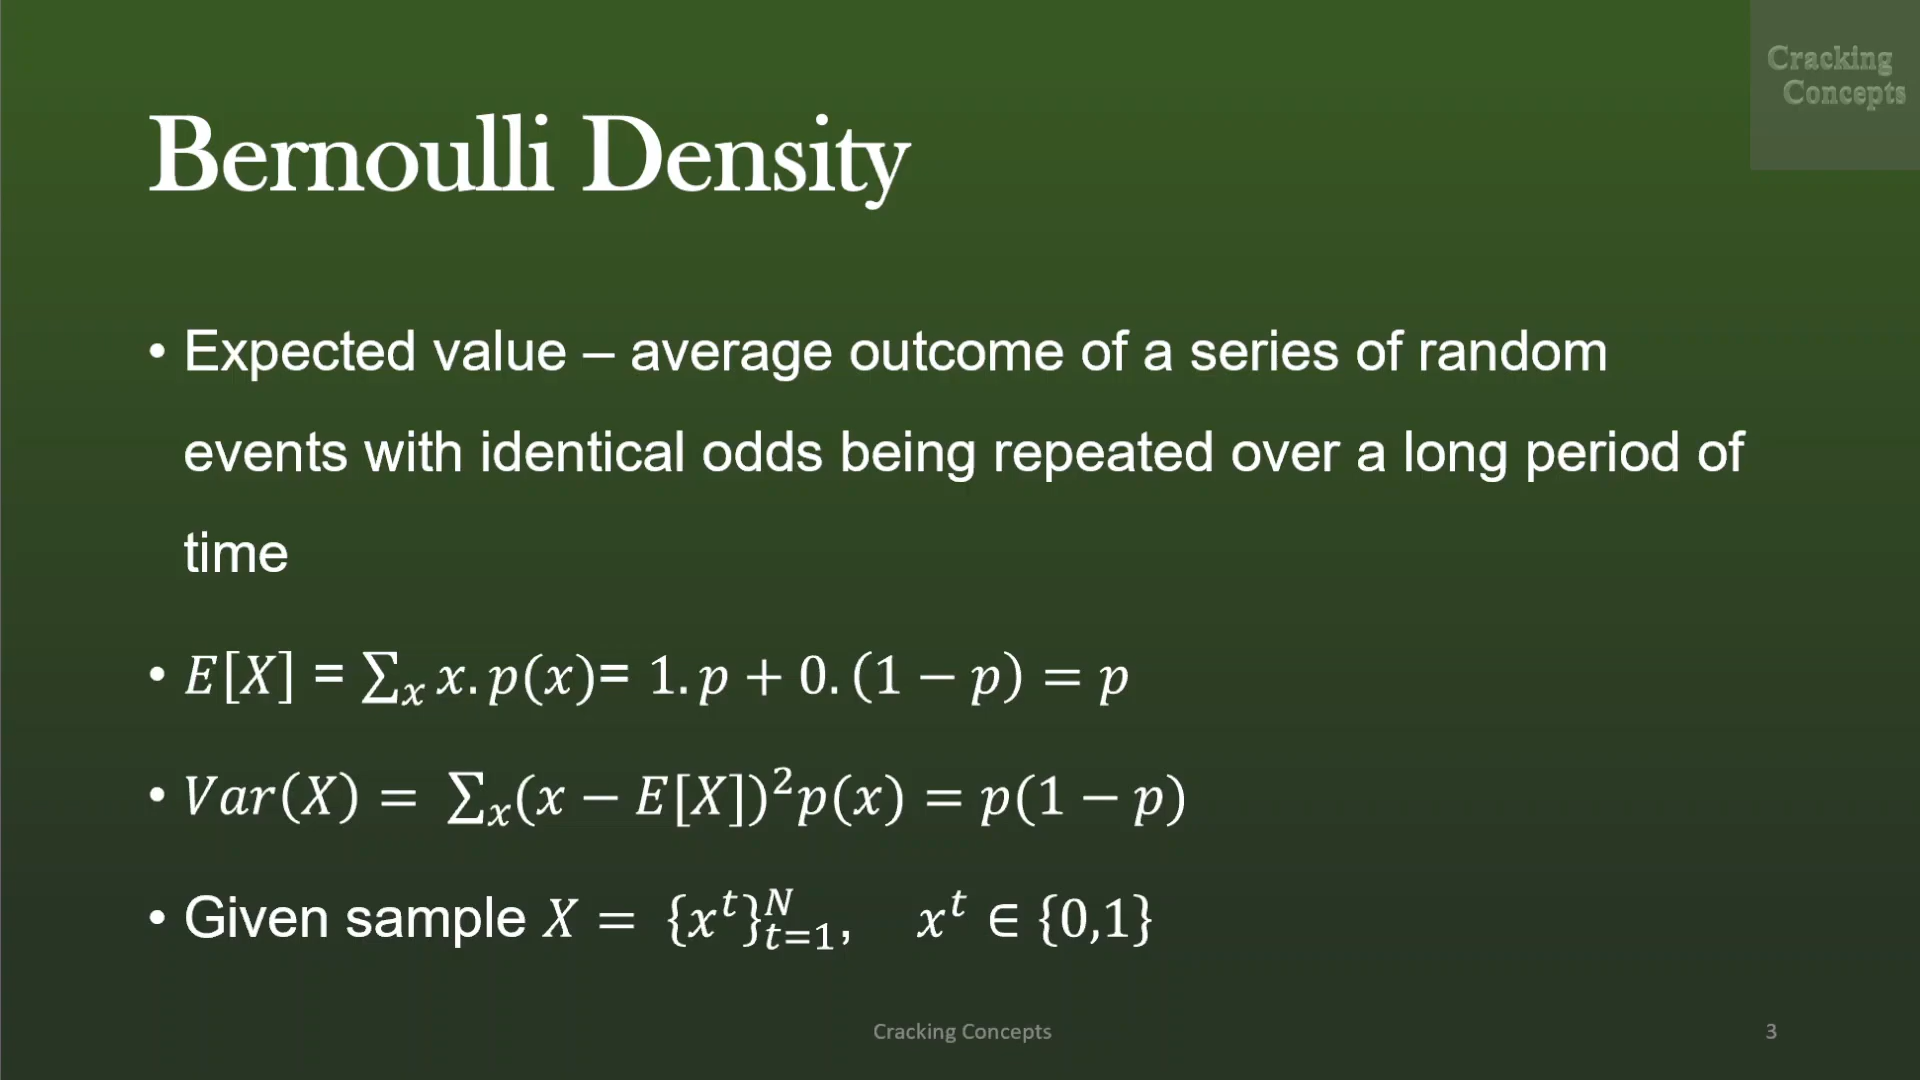 Cracking
Concepts
Bernoulli Density
• Expected value – average outcome of a series of random
events with identical odds being repeated over a long period of
time
• E[X] = ∑ₓ x. p(x)= 1. p + 0. (1 − p) = p
• Var(X) = ∑ₓ(x − E[X])²p(x) = p(1 − p)
• Given sample X = {xᵗ}ᴺₜ₌₁, xᵗ ∈ {0,1}
Cracking Concepts
3